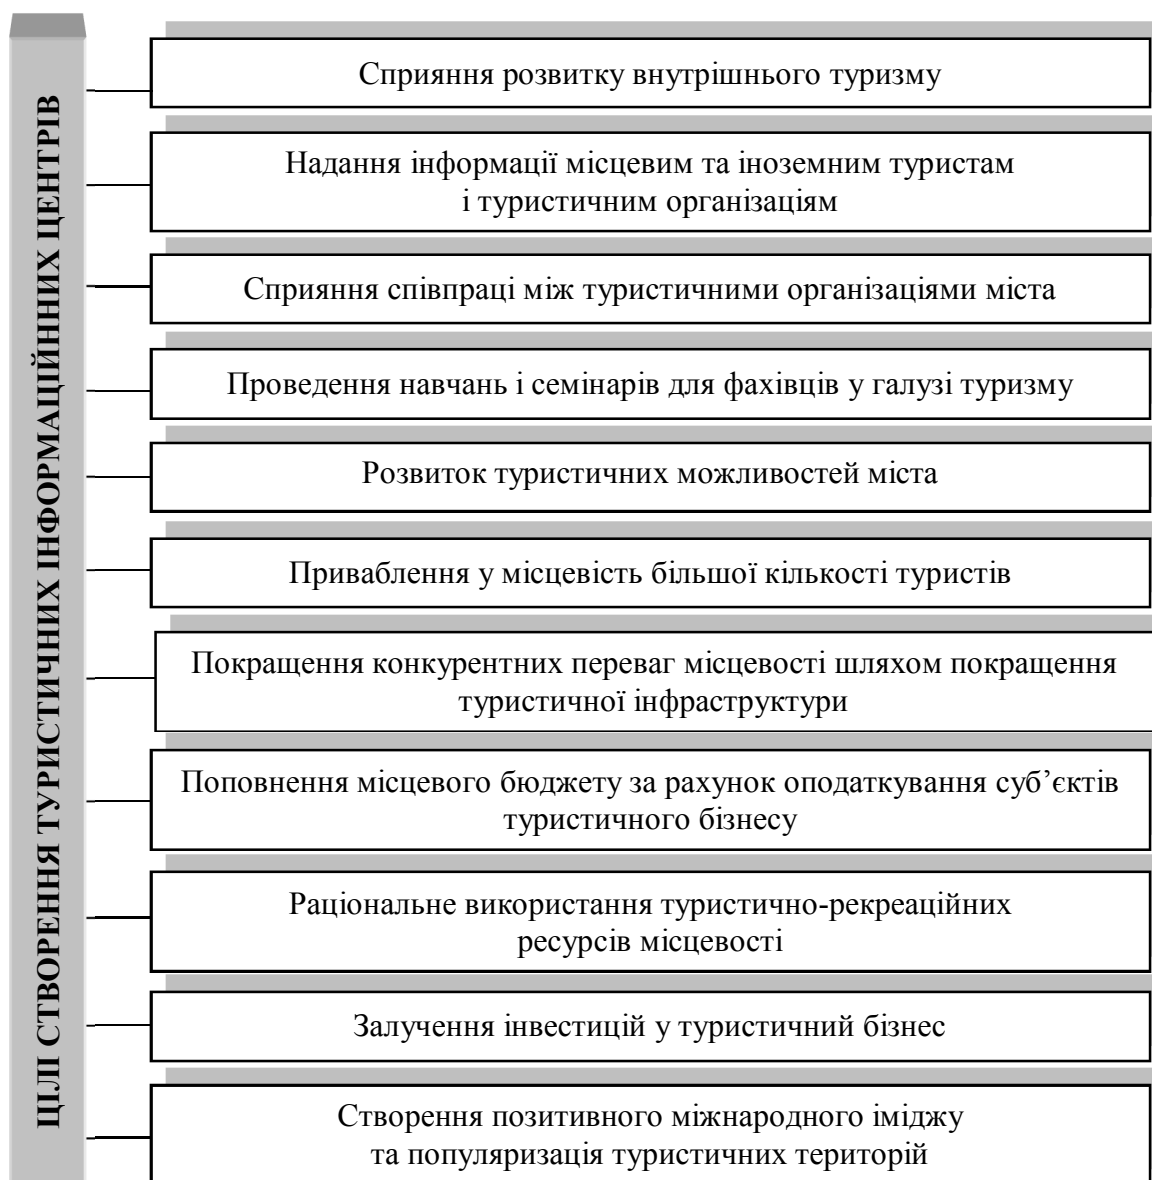 ЦІЛІ СТВОРЕННЯ ТУРИСТИЧНИХ ІНФОРМАЦІЙННИХ ЦЕНТРІВ
Сприяння розвитку внутрішнього туризму
Надання інформації місцевим та іноземним туристам
і туристичним організаціям
Сприяння співпраці між туристичними організаціями міста
Проведення навчань і семінарів для фахівців у галузі туризму
Розвиток туристичних можливостей міста
Приваблення у місцевість більшої кількості туристів
Покращення конкурентних переваг місцевості шляхом покращення
туристичної інфраструктури
Поповнення місцевого бюджету за рахунок оподаткування суб’єктів
туристичного бізнесу
Раціональне використання туристично-рекреаційних
ресурсів місцевості
Залучення інвестицій у туристичний бізнес
Створення позитивного міжнародного іміджу
та популяризація туристичних територій